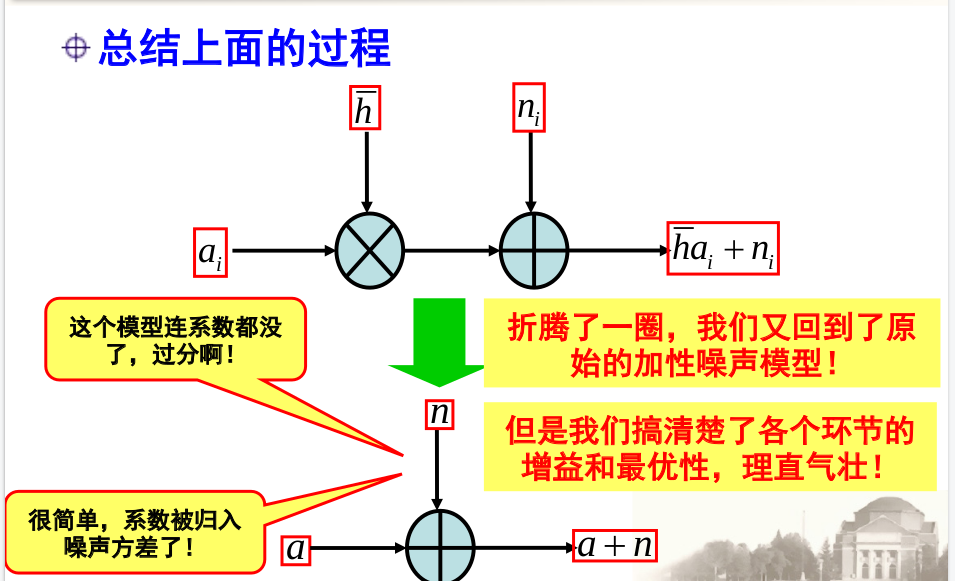 总结上面的过程
h̅
n_i
a_i
h̅a_i + n_i
这个模型连系数都没
了，过分啊！
折腾了一圈，我们又回到了原
始的加性噪声模型！
n
但是我们搞清楚了各个环节的
增益和最优性，理直气壮！
很简单，系数被归入
噪声方差了！
a
a + n